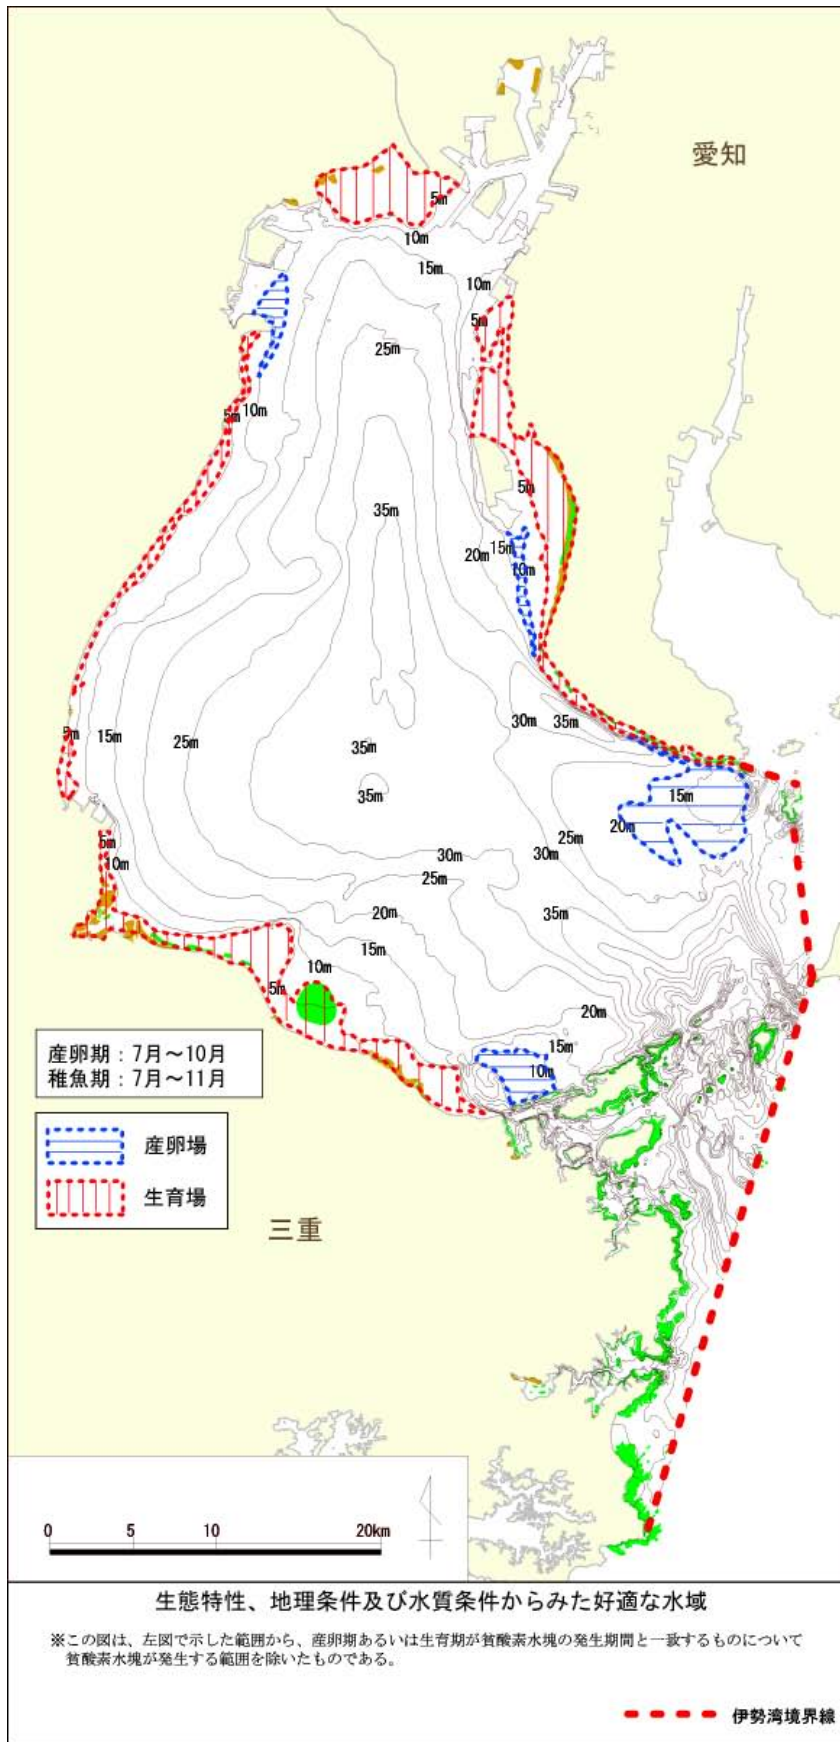 愛知
5m
10m
15m
10m
5m
25m
10m
5m
5m
35m
15m
20m
10m
30m
35m
5m
15m
25m
35m
15m
35m
20m
25m
5m
10m
30m
30m
25m
20m
35m
15m
10m
5m
20m
15m
10m
産卵期：7月～10月
稚魚期：7月～11月
産卵場
生育場
三重
0 5 10 20km
生態特性、地理条件及び水質条件からみた好適な水域
※この図は、左図で示した範囲から、産卵期あるいは生育期が貧酸素水塊の発生期間と一致するものについて
貧酸素水塊が発生する範囲を除いたものである。
伊勢湾境界線